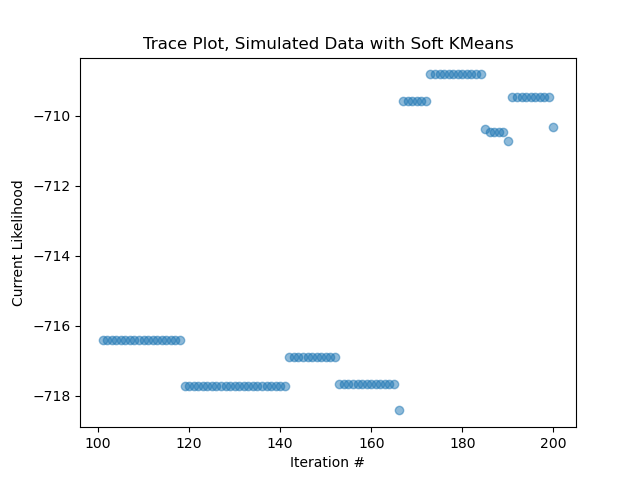 Trace Plot, Simulated Data with Soft KMeans
Current Likelihood
−710
−712
−714
−716
−718
100 120 140 160 180 200
Iteration #